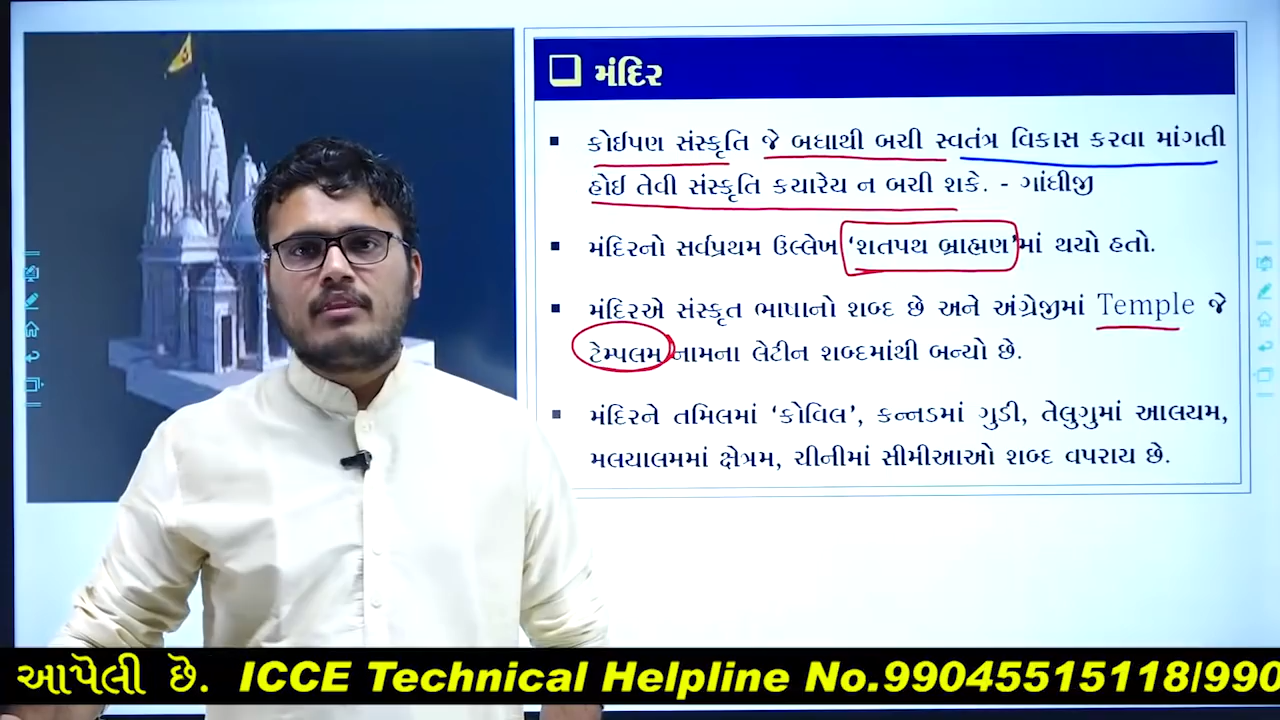 ❑ મંદિર
▪ કોઈપણ સંસ્કૃતિ જે બધાથી બચી સ્વતંત્ર વિકાસ કરવા માંગતી
હોઈ તેવી સંસ્કૃતિ કયારેય ન બચી શકે. - ગાંધીજી
▪ મંદિરનો સર્વપ્રથમ ઉલ્લેખ ‘શતપથ બ્રાહ્મણ’માં થયો હતો.
▪ મંદિરએ સંસ્કૃત ભાષાનો શબ્દ છે અને અંગ્રેજીમાં Temple જે
ટેમ્પલમ નામના લેટીન શબ્દમાંથી બન્યો છે.
▪ મંદિરને તમિલમાં ‘કોવિલ’, કન્નડમાં ગુડી, તેલુગુમાં આલયમ,
મલયાલમમાં ક્ષેત્રમ, ચીનીમાં સીમીઆઓ શબ્દ વપરાય છે.
આપેલી છે. ICCE Technical Helpline No.99045515118/990